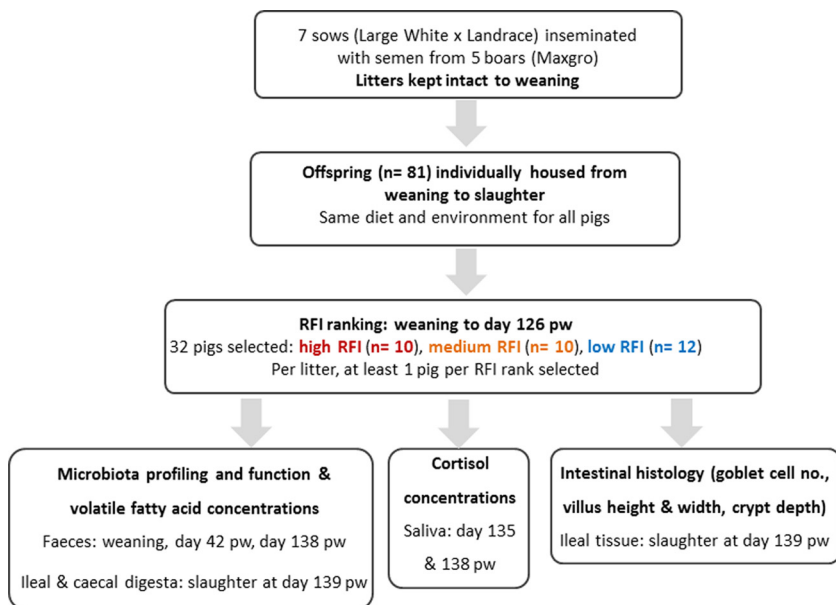 7 sows (Large White x Landrace) inseminated
with semen from 5 boars (Maxgro)
Litters kept intact to weaning
Offspring (n= 81) individually housed from
weaning to slaughter
Same diet and environment for all pigs
RFI ranking: weaning to day 126 pw
32 pigs selected: high RFI (n= 10), medium RFI (n= 10), low RFI (n= 12)
Per litter, at least 1 pig per RFI rank selected
Microbiota profiling and function &
volatile fatty acid concentrations
Faeces: weaning, day 42 pw, day 138 pw
Ileal & caecal digesta: slaughter at day 139 pw
Cortisol
concentrations
Saliva: day 135
& 138 pw
Intestinal histology (goblet cell no.,
villus height & width, crypt depth)
Ileal tissue: slaughter at day 139 pw